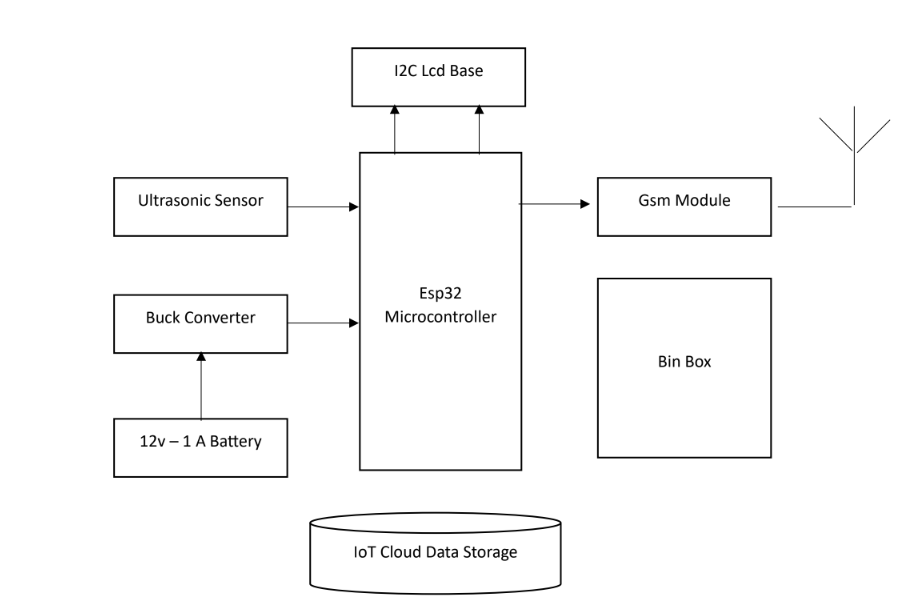 I2C Lcd Base
Ultrasonic Sensor
Gsm Module
Esp32
Microcontroller
Buck Converter
Bin Box
12v – 1 A Battery
IoT Cloud Data Storage